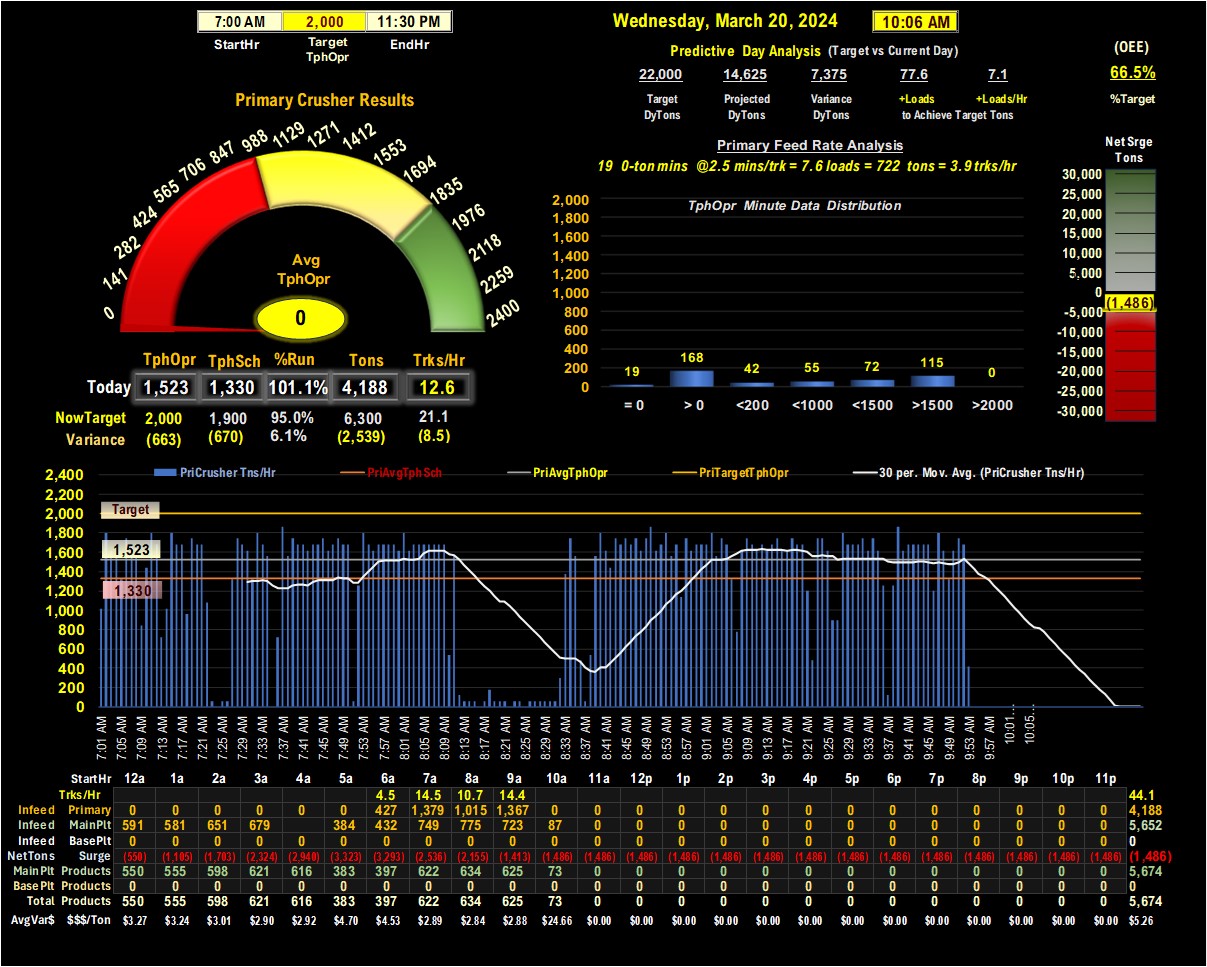 7:00 AM 2,000 11:30 PM
StartHr Target TphOpr EndHr
Wednesday, March 20, 2024 10:06 AM
Predictive Day Analysis (Target vs Current Day)
22,000 14,625 7,375 77.6 7.1
Target Projected Variance +Loads +Loads/Hr
DyTons DyTons DyTons to Achieve Target Tons
(OEE)
66.5%
%Target
Primary Crusher Results
0 141 282 424 565 706 847 988 1129 1271 1412 1553 1694 1835 1976 2118 2259 2400
Avg
TphOpr
0
TphOpr TphSch %Run Tons Trks/Hr
Today 1,523 1,330 101.1% 4,188 12.6
NowTarget 2,000 1,900 95.0% 6,300 21.1
Variance (663) (670) 6.1% (2,539) (8.5)
Primary Feed Rate Analysis
19 0-ton mins @2.5 mins/trk = 7.6 loads = 722 tons = 3.9 trks/hr
TphOpr Minute Data Distribution
2,000
1,800
1,600
1,400
1,200
1,000
800
600
400
200
0
19 168 42 55 72 115 0
= 0 > 0 <200 <1000 <1500 >1500 >2000
Net Srge
Tons
30,000
25,000
20,000
15,000
10,000
5,000
0
(1,486)
-5,000
-10,000
-15,000
-20,000
-25,000
-30,000
PriCrusher Tns/Hr PriAvgTphSch PriAvgTphOpr PriTargetTphOpr 30 per. Mov. Avg. (PriCrusher Tns/Hr)
2,400
2,200
2,000
1,800
1,600
1,400
1,200
1,000
800
600
400
200
0
Target
1,523
1,330
7:01 AM 7:05 AM 7:09 AM 7:13 AM 7:17 AM 7:21 AM 7:25 AM 7:29 AM 7:33 AM 7:37 AM 7:41 AM 7:45 AM 7:49 AM 7:53 AM 7:57 AM 8:01 AM 8:05 AM 8:09 AM 8:13 AM 8:17 AM 8:21 AM 8:25 AM 8:29 AM 8:33 AM 8:37 AM 8:41 AM 8:45 AM 8:49 AM 8:53 AM 8:57 AM 9:01 AM 9:05 AM 9:09 AM 9:13 AM 9:17 AM 9:21 AM 9:25 AM 9:29 AM 9:33 AM 9:37 AM 9:41 AM 9:45 AM 9:49 AM 9:53 AM 9:57 AM 10:01... 10:05...
StartHr 12a 1a 2a 3a 4a 5a 6a 7a 8a 9a 10a 11a 12p 1p 2p 3p 4p 5p 6p 7p 8p 9p 10p 11p
Trks/Hr 4.5 14.5 10.7 14.4 44.1
Infeed Primary 0 0 0 0 0 0 427 1,379 1,015 1,367 0 0 0 0 0 0 0 0 0 0 0 0 0 0 4,188
Infeed MainPlt 591 581 651 679 384 432 749 775 723 87 0 0 0 0 0 0 0 0 0 0 0 0 0 5,652
Infeed BasePlt 0 0 0 0 0 0 0 0 0 0 0 0 0 0 0 0 0 0 0 0 0 0 0 0 0
NetTons Surge (550) (1,105) (1,703) (2,324) (2,940) (3,323) (3,293) (2,536) (2,155) (1,413) (1,486) (1,486) (1,486) (1,486) (1,486) (1,486) (1,486) (1,486) (1,486) (1,486) (1,486) (1,486) (1,486) (1,486) (1,486)
MainPlt Products 550 555 598 621 616 383 397 622 634 625 73 0 0 0 0 0 0 0 0 0 0 0 0 0 5,674
BasePlt Products 0 0 0 0 0 0 0 0 0 0 0 0 0 0 0 0 0 0 0 0 0 0 0 0 0
Total Products 550 555 598 621 616 383 397 622 634 625 73 0 0 0 0 0 0 0 0 0 0 0 0 0 5,674
AvgVar$ $$$/Ton $3.27 $3.24 $3.01 $2.90 $2.92 $4.70 $4.53 $2.89 $2.84 $2.88 $24.66 $0.00 $0.00 $0.00 $0.00 $0.00 $0.00 $0.00 $0.00 $0.00 $0.00 $0.00 $0.00 $0.00 $5.26